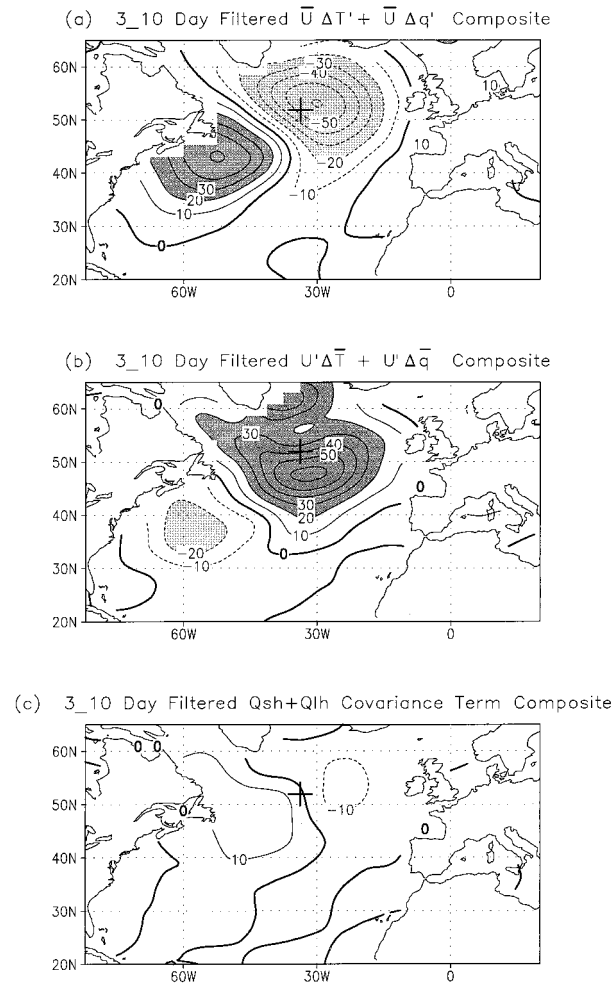 (a) 3_10 Day Filtered U̅ ΔT' + U̅ Δq' Composite
60N
50N
40N
30N
20N
60W
30W
0
−30
−40
−50
−20
−10
30
20
10
0
10
10
(b) 3_10 Day Filtered U'ΔT̅ + U'Δq̅ Composite
60N
50N
40N
30N
20N
60W
30W
0
0
30
40
50
30
20
10
0
0
−20
−10
(c) 3_10 Day Filtered Qsh+Qlh Covariance Term Composite
60N
50N
40N
30N
20N
60W
30W
0
0 0
0
10
−10
0